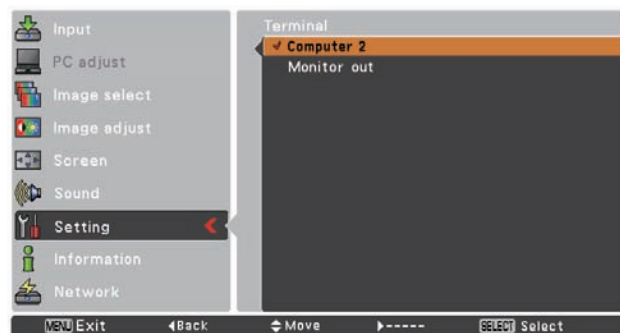 Input
PC adjust
Image select
Image adjust
Screen
Sound
Setting
Information
Network
Terminal
✔ Computer 2
Monitor out
MENU Exit ◀Back ◆Move ▶----- SELECT Select